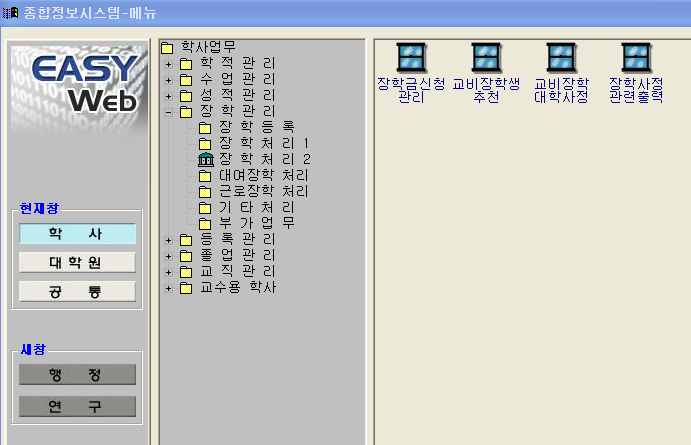 종합정보시스템-메뉴
EASY
Web
현재창
학 사
대 학 원
공 통
새창
행 정
연 구
학사업무
학 적 관 리
수 업 관 리
성 적 관 리
장 학 관 리
장 학 등 록
장 학 처 리 1
장 학 처 리 2
대여장학 처리
근로장학 처리
기 타 처 리
부 가 업 무
등 록 관 리
졸 업 관 리
교 직 관 리
교수용 학사
장학금신청
관리
교비장학생
추천
교비장학
대학사정
장학사정
관련출력